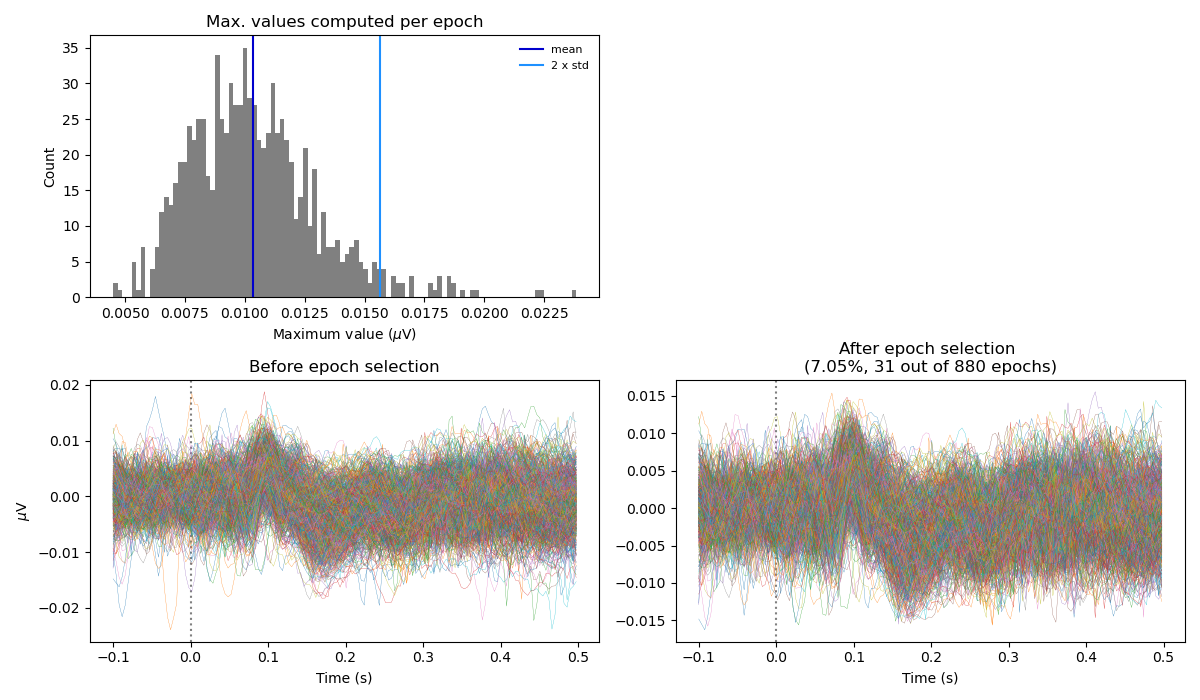 Max. values computed per epoch
35
30
25
20
15
10
5
0
Count
mean
2 x std
0.0050 0.0075 0.0100 0.0125 0.0150 0.0175 0.0200 0.0225
Maximum value (μV)
Before epoch selection
0.02
0.01
0.00
−0.01
−0.02
μV
−0.1 0.0 0.1 0.2 0.3 0.4 0.5
Time (s)
After epoch selection
(7.05%, 31 out of 880 epochs)
0.015
0.010
0.005
0.000
−0.005
−0.010
−0.015
−0.1 0.0 0.1 0.2 0.3 0.4 0.5
Time (s)